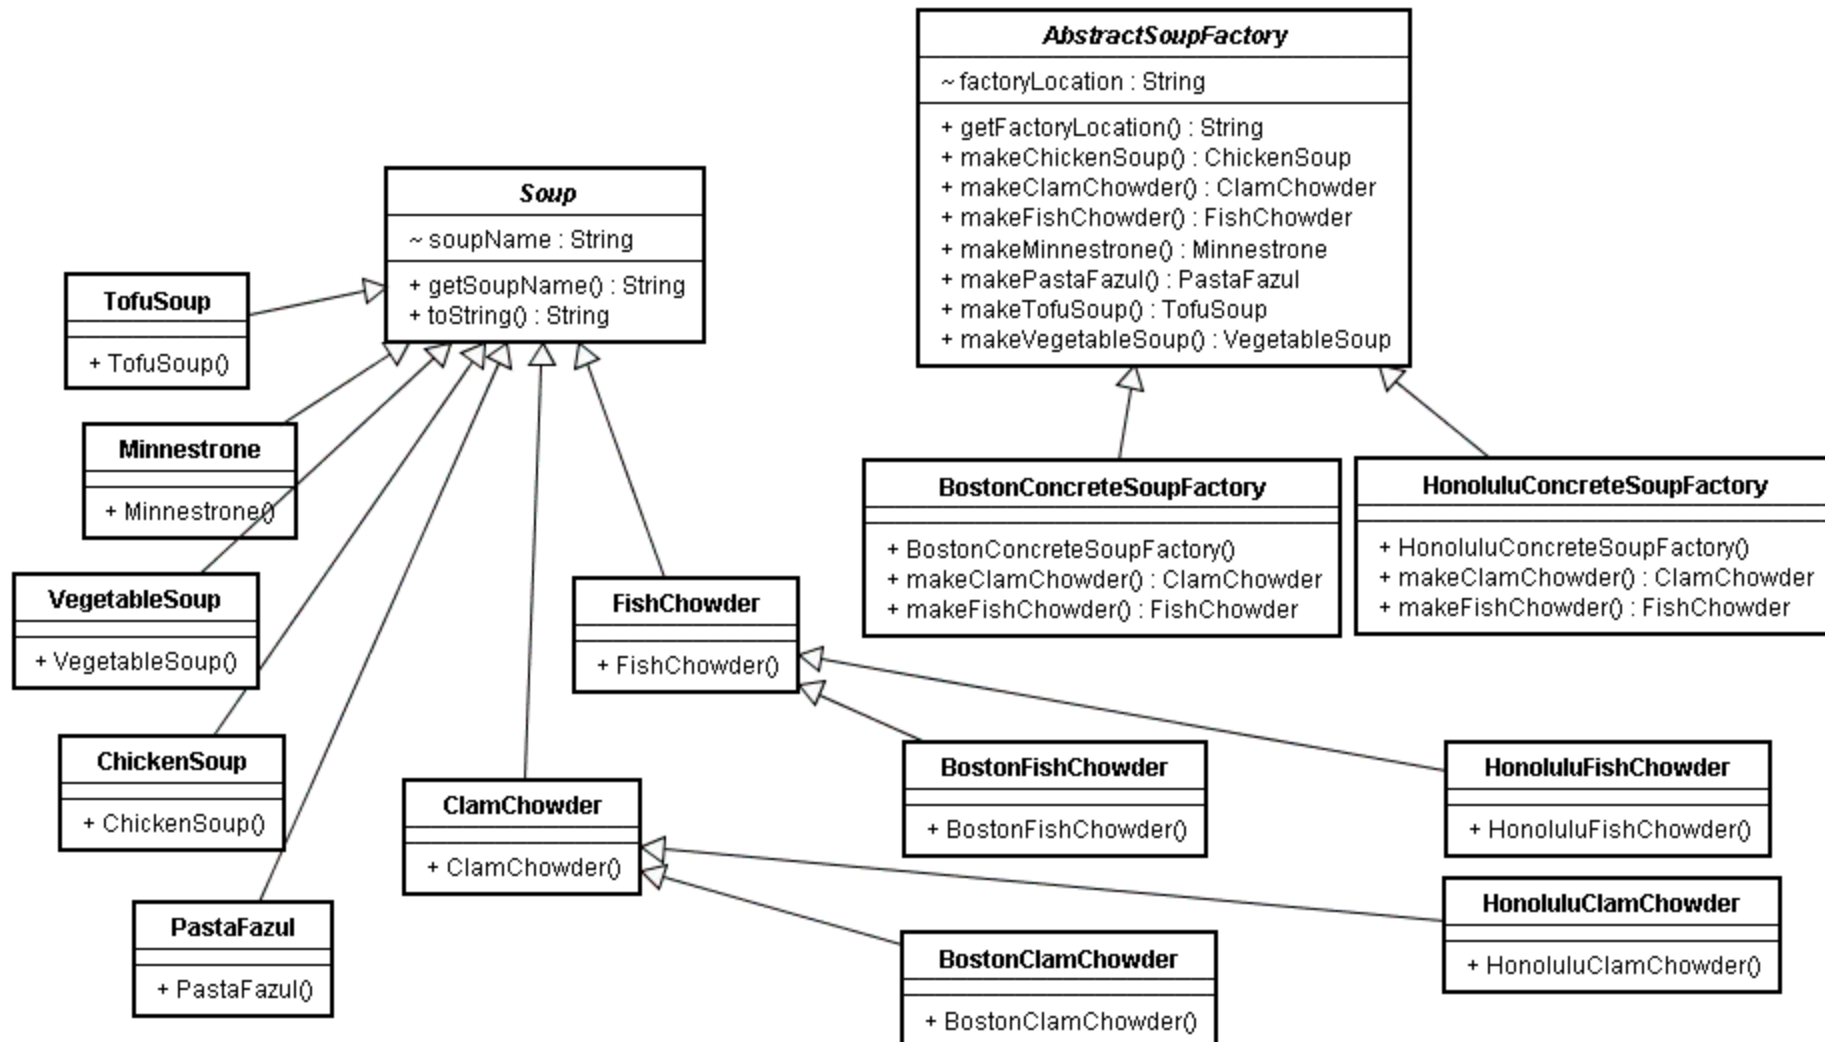 AbstractSoupFactory
~ factoryLocation : String
+ getFactoryLocation() : String
+ makeChickenSoup() : ChickenSoup
+ makeClamChowder() : ClamChowder
+ makeFishChowder() : FishChowder
+ makeMinnestrone() : Minnestrone
+ makePastaFazul() : PastaFazul
+ makeTofuSoup() : TofuSoup
+ makeVegetableSoup() : VegetableSoup
Soup
~ soupName : String
+ getSoupName() : String
+ toString() : String
TofuSoup
+ TofuSoup()
Minnestrone
+ Minnestrone()
BostonConcreteSoupFactory
+ BostonConcreteSoupFactory()
+ makeClamChowder() : ClamChowder
+ makeFishChowder() : FishChowder
HonoluluConcreteSoupFactory
+ HonoluluConcreteSoupFactory()
+ makeClamChowder() : ClamChowder
+ makeFishChowder() : FishChowder
VegetableSoup
+ VegetableSoup()
FishChowder
+ FishChowder()
ChickenSoup
+ ChickenSoup()
ClamChowder
+ ClamChowder()
BostonFishChowder
+ BostonFishChowder()
HonoluluFishChowder
+ HonoluluFishChowder()
PastaFazul
+ PastaFazul()
BostonClamChowder
+ BostonClamChowder()
HonoluluClamChowder
+ HonoluluClamChowder()